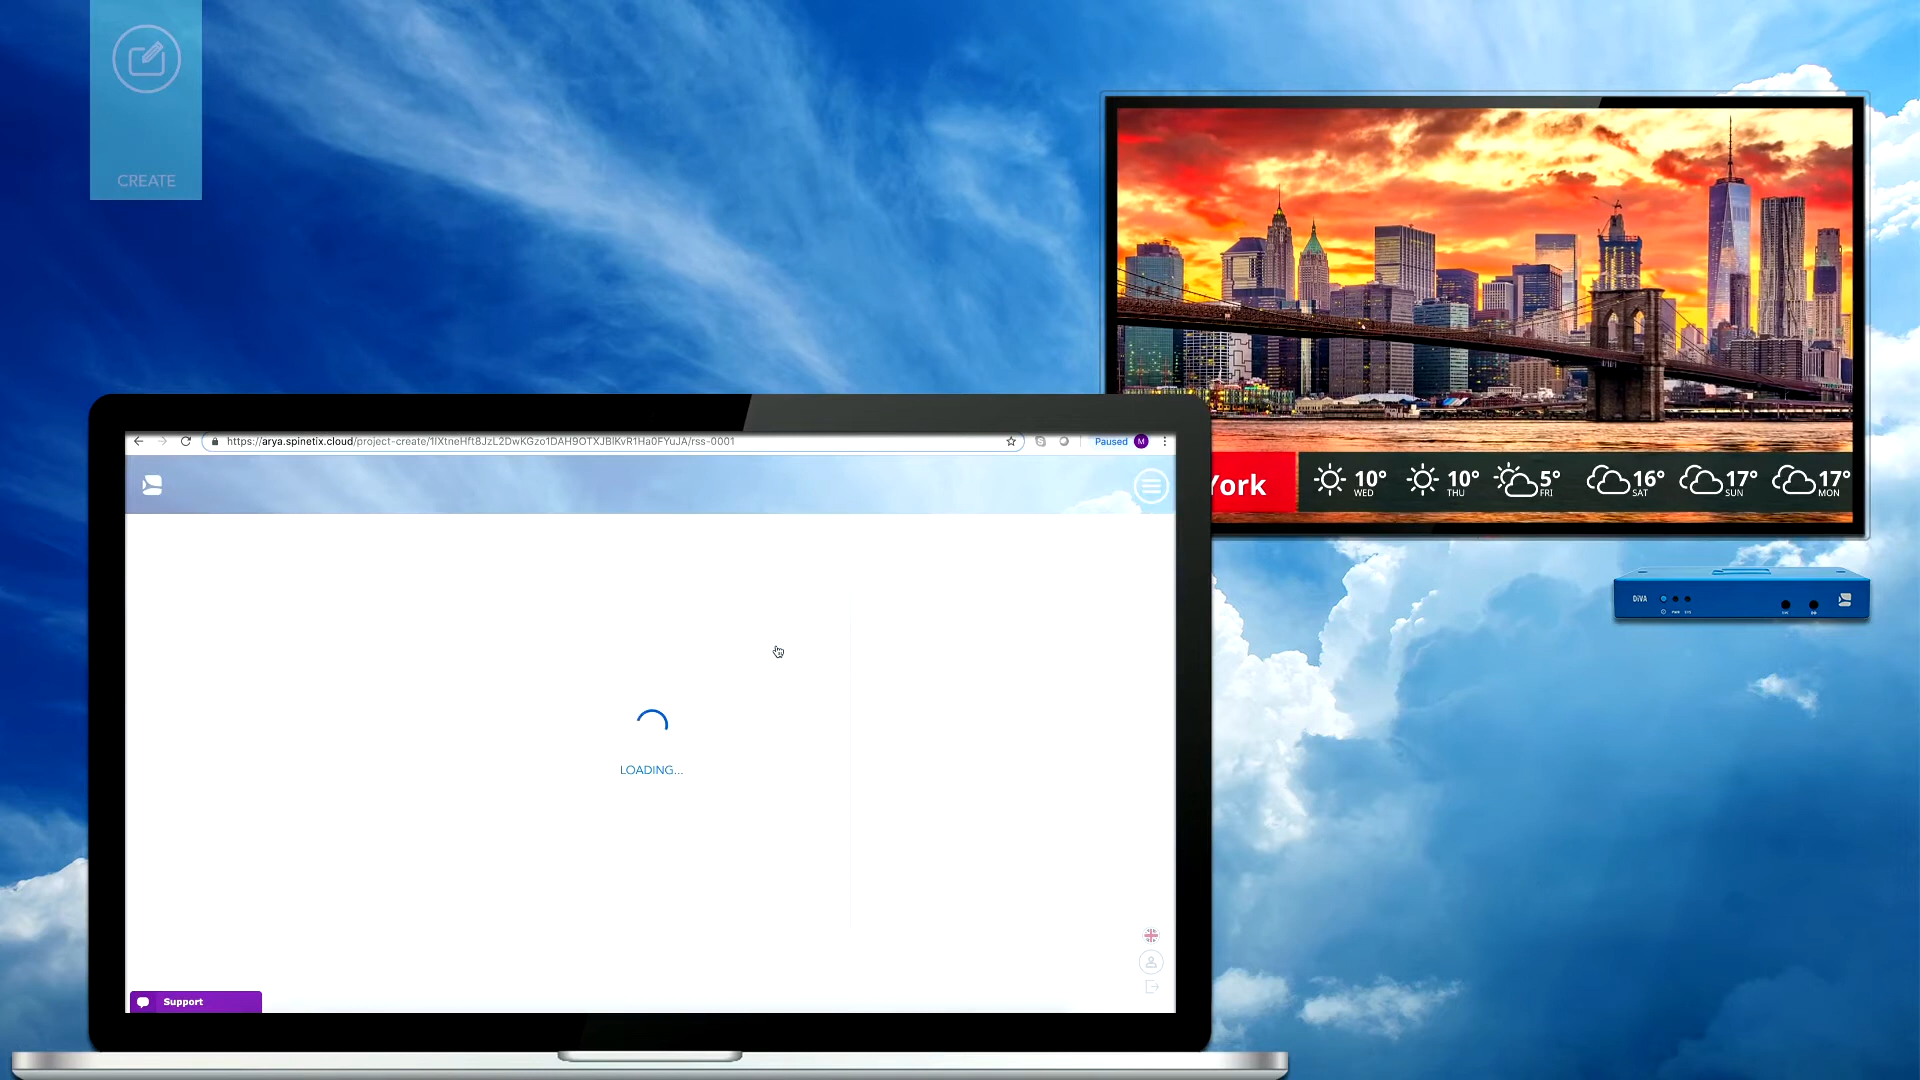 CREATE
https://arya.spinetix.cloud/project-create/1IXtneHft8JzL2DwKGzo1DAH9OTXJBlKvR1Ha0FYuJA/rss-0001
Paused
M
York
10°
WED
10°
THU
5°
FRI
16°
SAT
17°
SUN
17°
MON
DiVA
LOADING...
Support